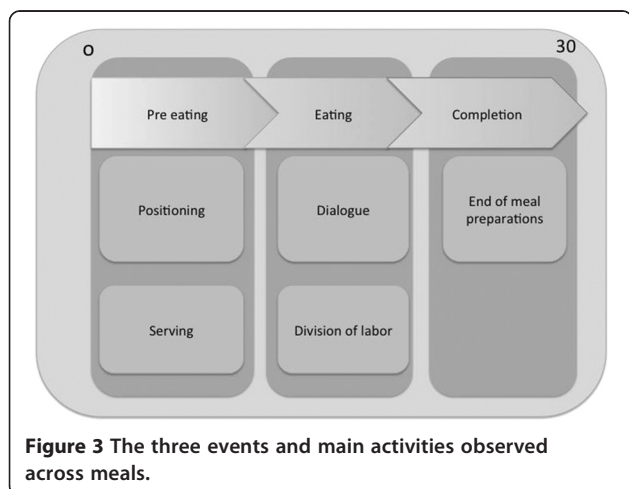 O
30
Pre eating
Eating
Completion
Positioning
Dialogue
End of meal
preparations
Serving
Division of labor
Figure 3 The three events and main activities observed
across meals.